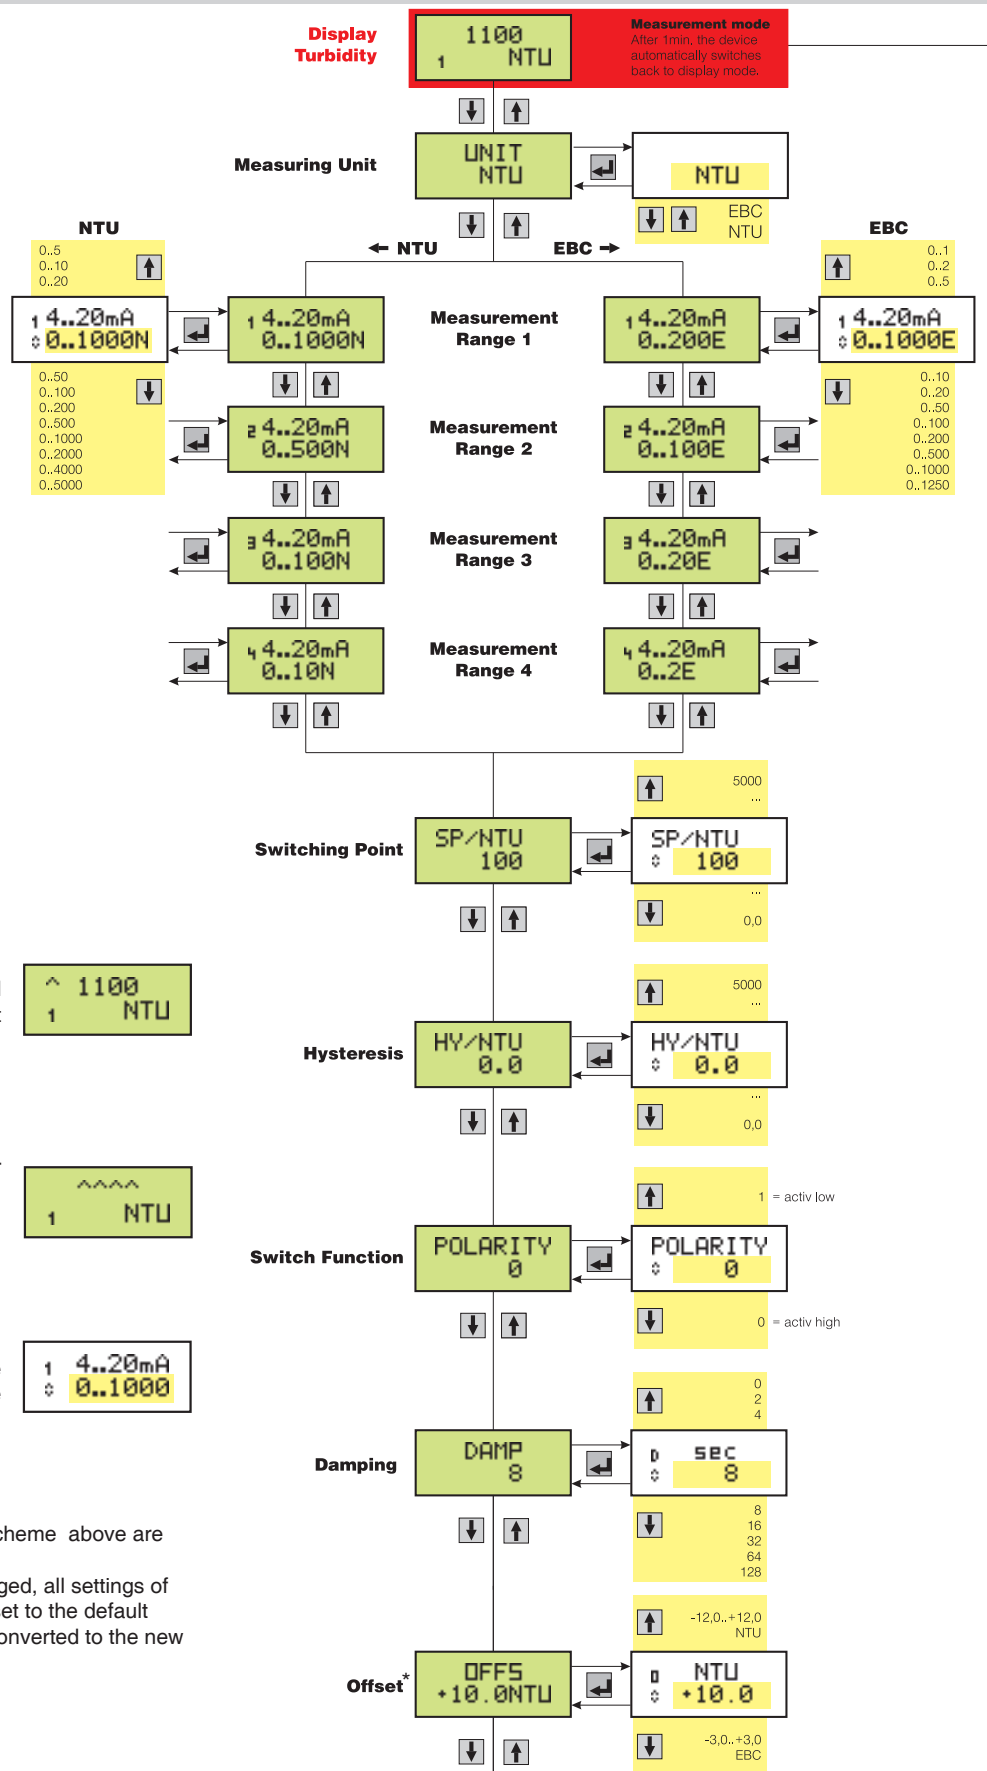 Display
Turbidity
1100
1 NTU
Measurement mode
After 1min, the device
automatically switches
back to display mode.
Measuring Unit
UNIT
NTU
NTU
EBC
NTU
NTU
← NTU
EBC →
EBC
0..5
0..10
0..20
1 4..20mA
0..1000N
0..50
0..100
0..200
0..500
0..1000
0..2000
0..4000
0..5000
1 4..20mA
0..1000N
Measurement
Range 1
1 4..20mA
0..200E
0..1
0..2
0..5
1 4..20mA
0..1000E
0..10
0..20
0..50
0..100
0..200
0..500
0..1000
0..1250
2 4..20mA
0..500N
Measurement
Range 2
2 4..20mA
0..100E
3 4..20mA
0..100N
Measurement
Range 3
3 4..20mA
0..20E
4 4..20mA
0..10N
Measurement
Range 4
4 4..20mA
0..2E
Switching Point
SP/NTU
100
5000
...
SP/NTU
100
...
0,0
^ 1100
1 NTU
Hysteresis
HY/NTU
0.0
5000
...
HY/NTU
0.0
...
0,0
^^^^
1 NTU
Switch Function
POLARITY
0
1 = activ low
POLARITY
0
0 = activ high
1 4..20mA
0..1000
Damping
DAMP
8
0
2
4
D sec
8
8
16
32
64
128
cheme above are
ged, all settings of
set to the default
onverted to the new
Offset*
OFFS
+10.0NTU
-12,0..+12,0
NTU
O NTU
+10.0
-3,0..+3,0
EBC